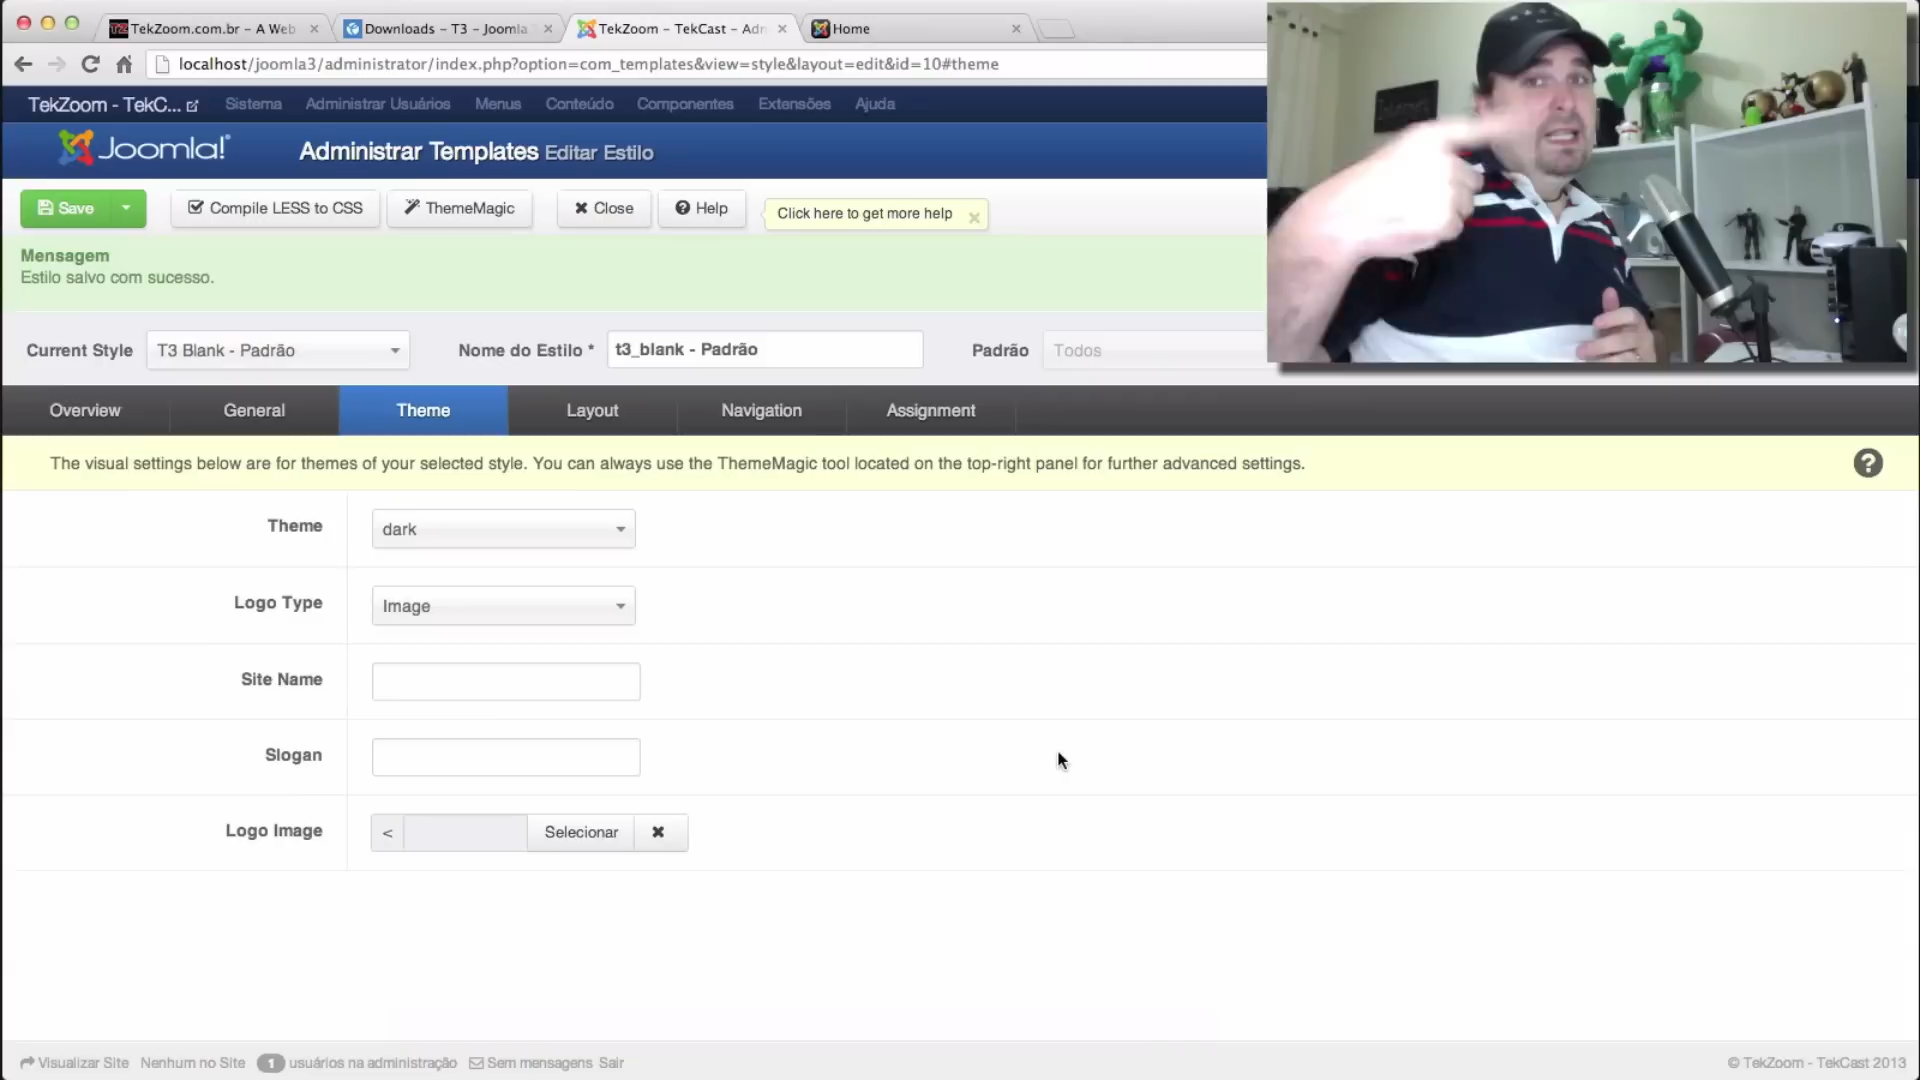 TekZoom.com.br – A Web
Downloads – T3 – Joomla
TekZoom – TekCast – Adm
Home
localhost/joomla3/administrator/index.php?option=com_templates&view=style&layout=edit&id=10#theme
TekZoom - TekC...
Sistema
Administrar Usuários
Menus
Conteúdo
Componentes
Extensões
Ajuda
Joomla!
Administrar Templates Editar Estilo
Save
Compile LESS to CSS
ThemeMagic
Close
Help
Click here to get more help
Mensagem
Estilo salvo com sucesso.
Current Style
T3 Blank - Padrão
Nome do Estilo *
t3_blank - Padrão
Padrão
Todos
Overview
General
Theme
Layout
Navigation
Assignment
The visual settings below are for themes of your selected style. You can always use the ThemeMagic tool located on the top-right panel for further advanced settings.
Theme
dark
Logo Type
Image
Site Name
Slogan
Logo Image
<
Selecionar
Visualizar Site
Nenhum no Site
1 usuários na administração
Sem mensagens
Sair
© TekZoom - TekCast 2013